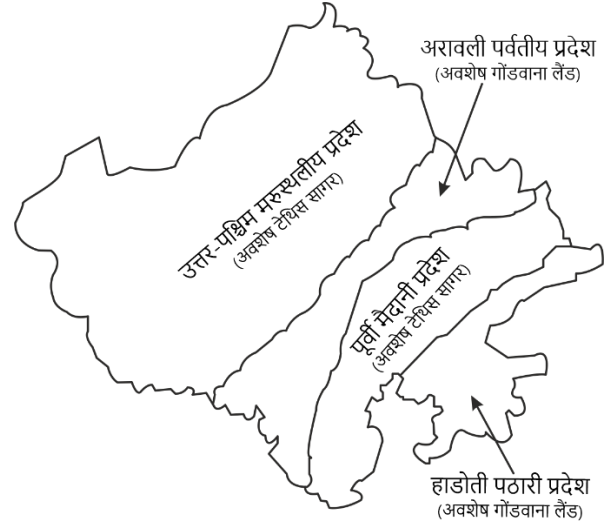 अरावली पर्वतीय प्रदेश
(अवशेष गोंडवाना लैंड)
उत्तर-पश्चिम मरुस्थलीय प्रदेश
(अवशेष टेथिस सागर)
पूर्वी मैदानी प्रदेश
(अवशेष टेथिस सागर)
हाडोती पठारी प्रदेश
(अवशेष गोंडवाना लैंड)